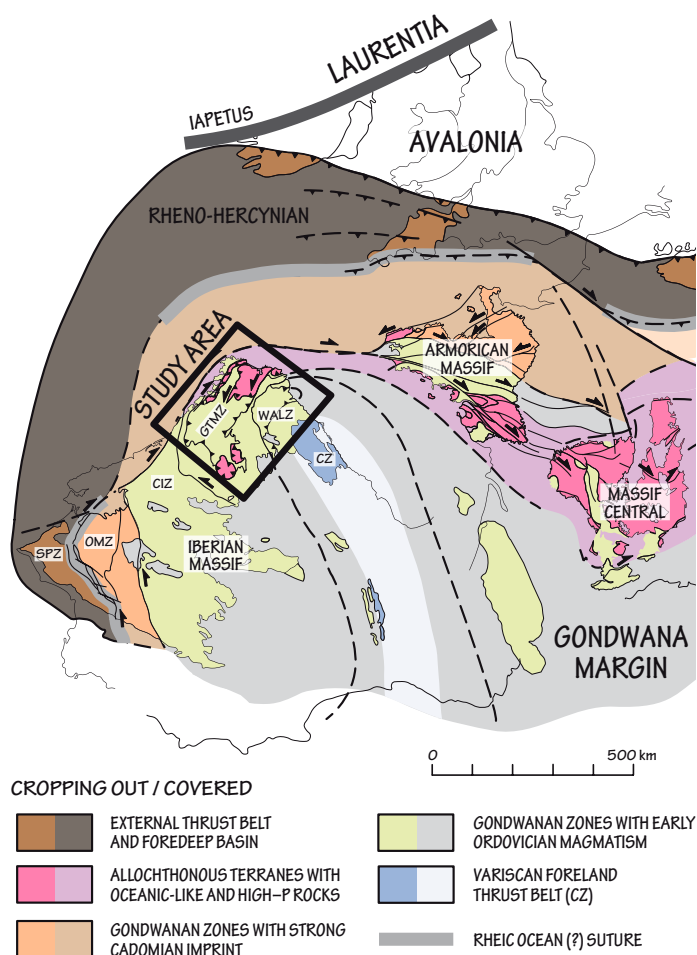 LAURENTIA
IAPETUS
AVALONIA
RHENO-HERCYNIAN
STUDY AREA
ARMORICAN
MASSIF
GTMZ
WALZ
CZ
CIZ
MASSIF
CENTRAL
SPZ
OMZ
IBERIAN
MASSIF
GONDWANA
MARGIN
0 500 km
CROPPING OUT / COVERED
EXTERNAL THRUST BELT
AND FOREDEEP BASIN
ALLOCHTHONOUS TERRANES WITH
OCEANIC-LIKE AND HIGH–P ROCKS
GONDWANAN ZONES WITH STRONG
CADOMIAN IMPRINT
GONDWANAN ZONES WITH EARLY
ORDOVICIAN MAGMATISM
VARISCAN FORELAND
THRUST BELT (CZ)
RHEIC OCEAN (?) SUTURE